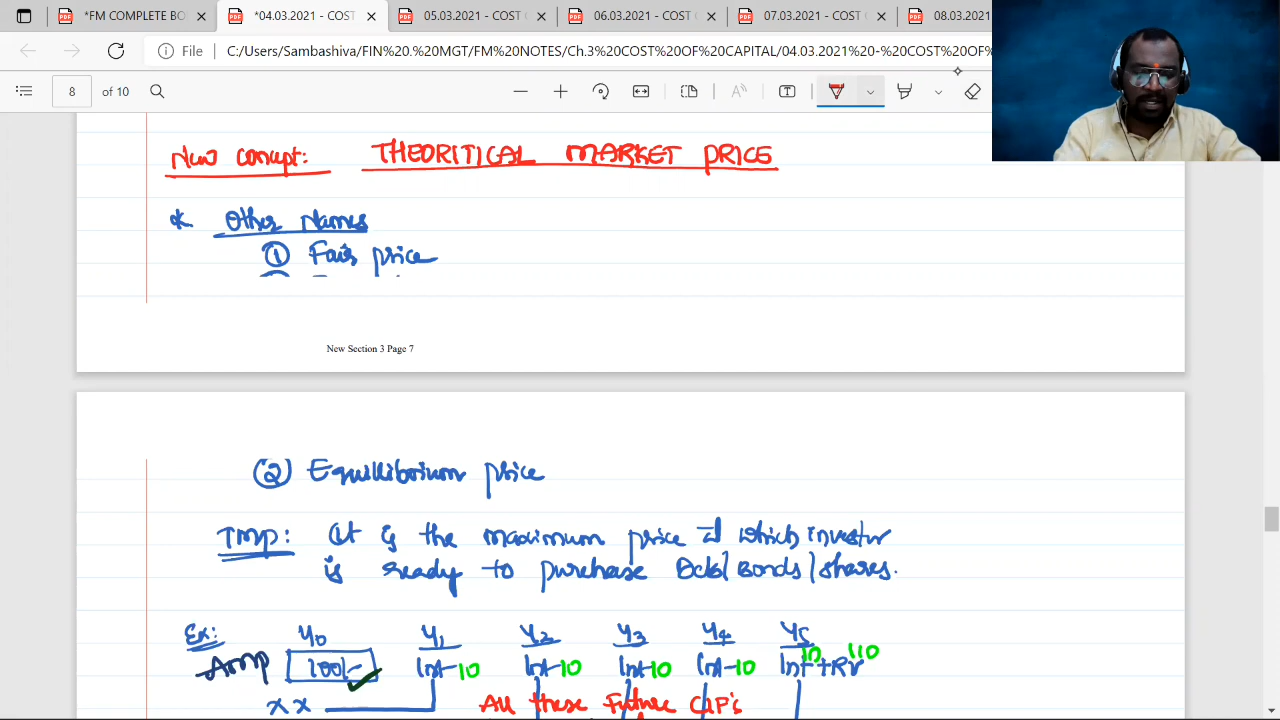 *FM COMPLETE BO
*04.03.2021 - COST
05.03.2021 - COST
06.03.2021 - COST
07.03.2021 - COST
08.03.2021
File C:/Users/Sambashiva/FIN%20.%20MGT/FM%20NOTES/Ch.3%20COST%20OF%20CAPITAL/04.03.2021%20-%20COST%20OF%
8 of 10
New concept: THEORITICAL MARKET PRICE
* Other Names
① Fair price
New Section 3 Page 7
② Equillibrium price
TMP: It is the maximum price at which investor
is ready to purchase Deb/Bonds/shares.
Ex: Y0 Y1 Y2 Y3 Y4 Y5
AMP 100/- Int-10 Int-10 Int-10 Int-10 Int+Rv 10 110
xx All these Future CIP's